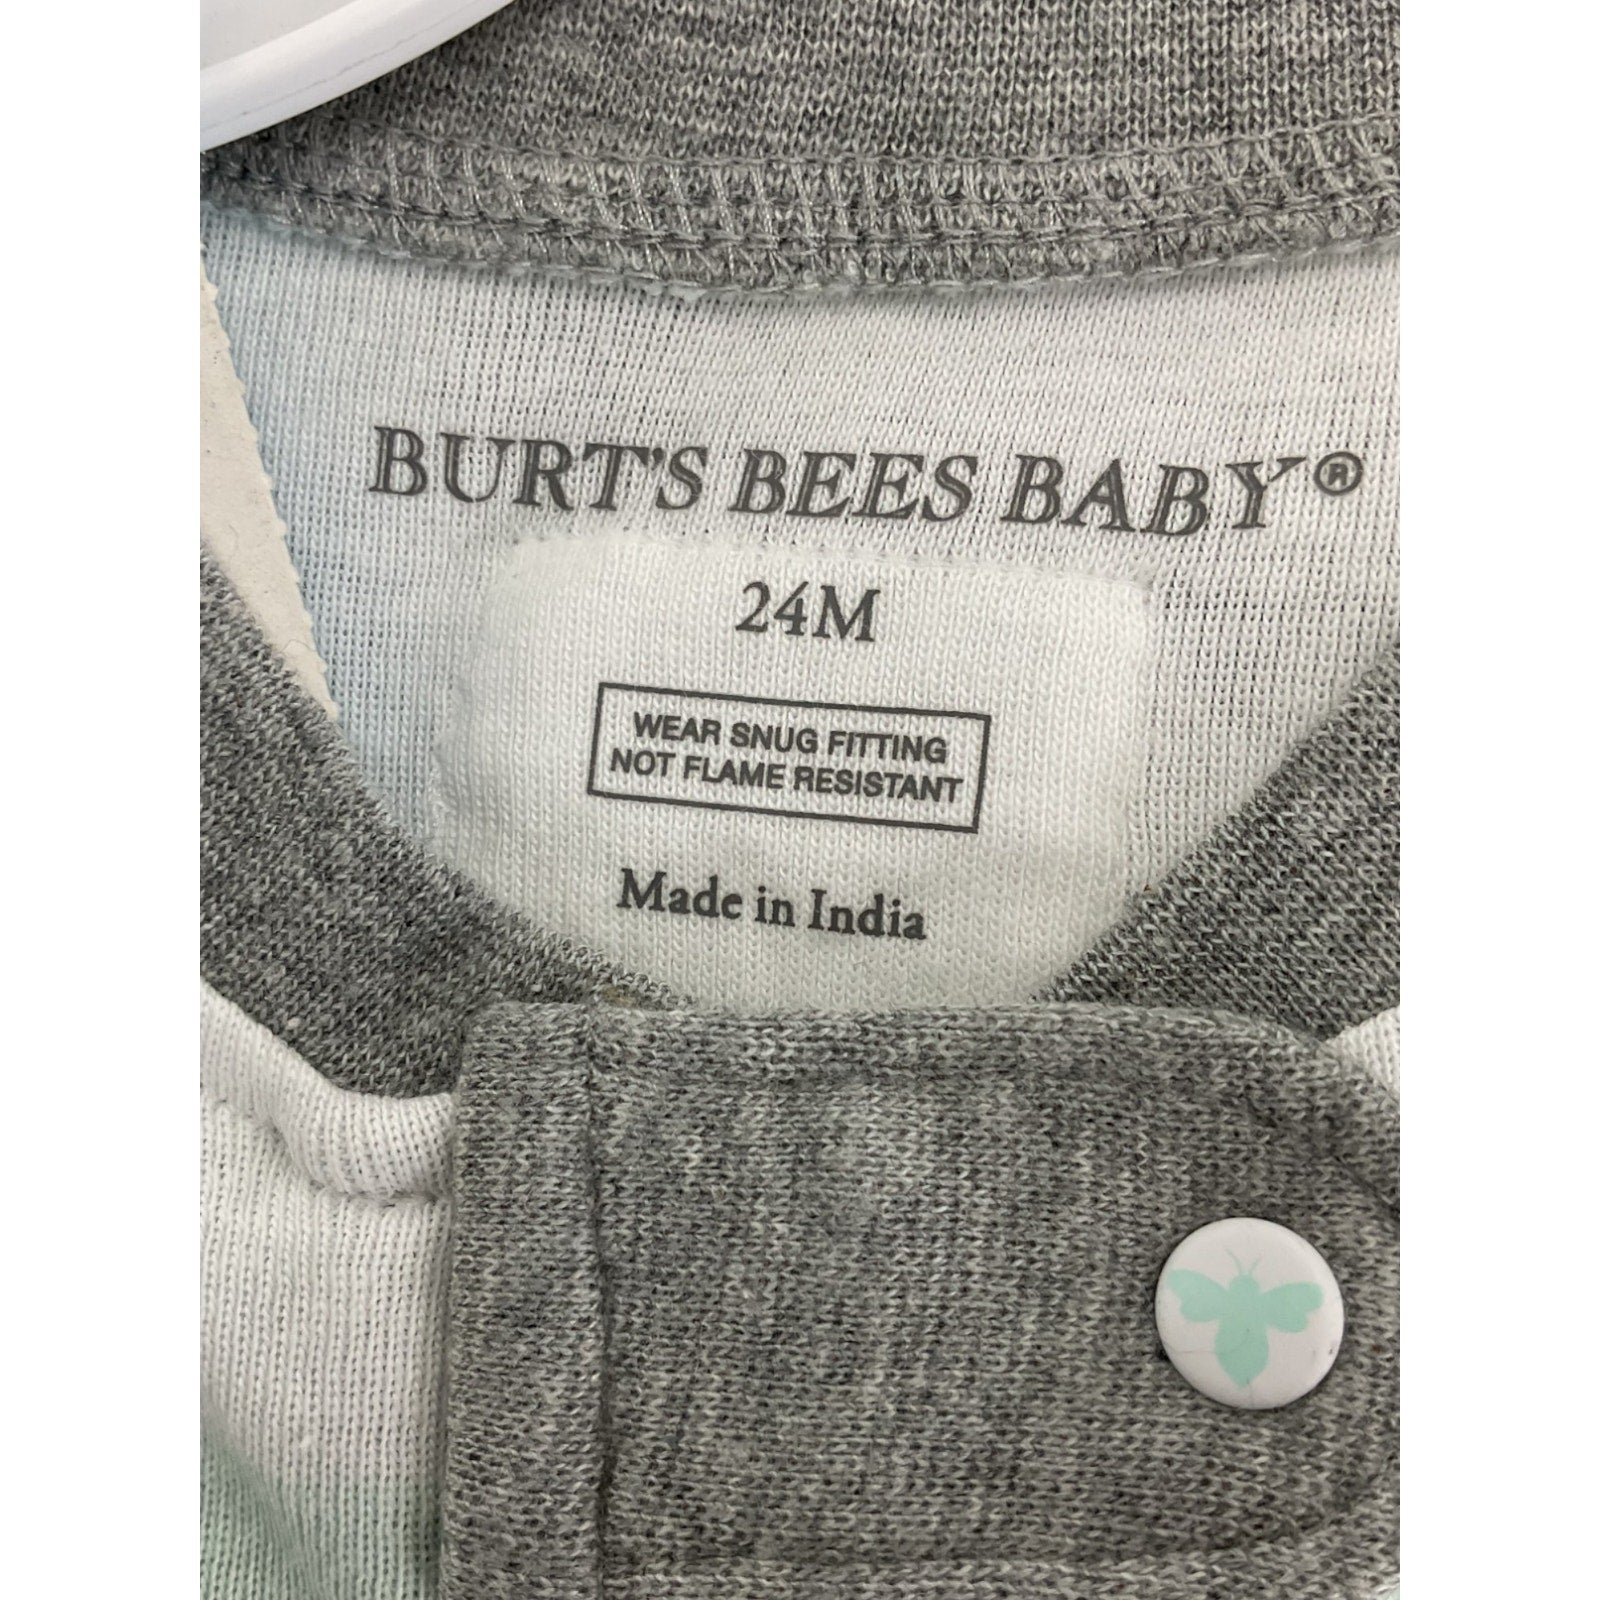 BURT'S BEES BABY®
24M
WEAR SNUG FITTING
NOT FLAME RESISTANT
Made in India